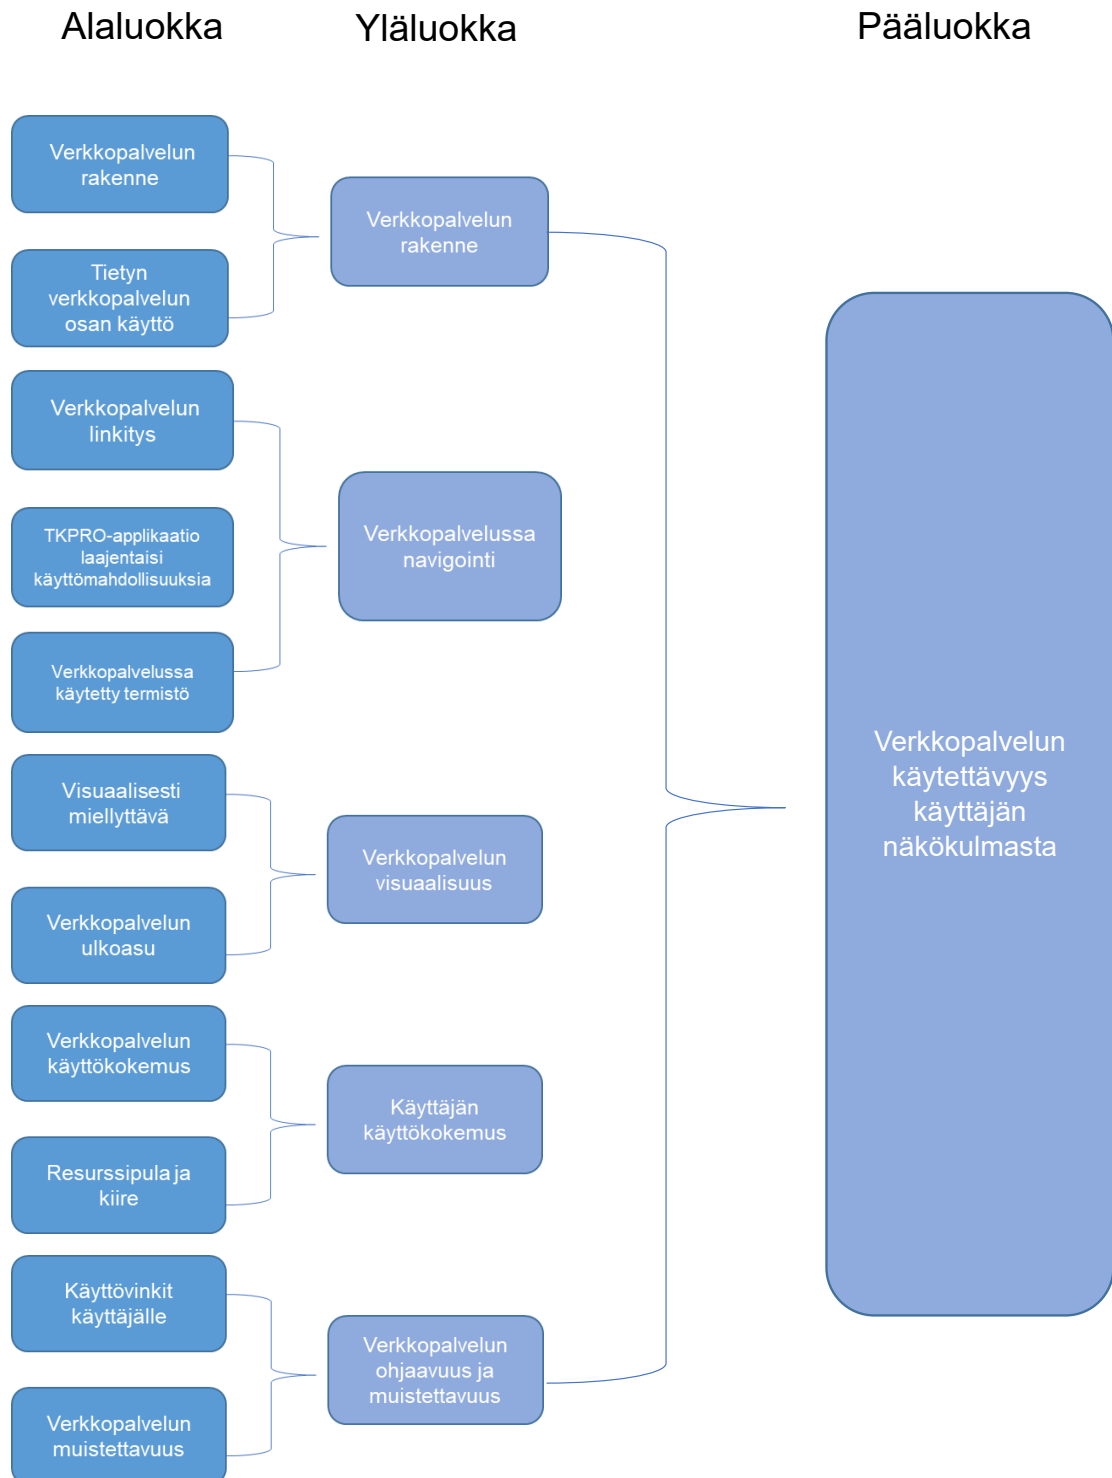 Alaluokka
Yläluokka
Pääluokka
Verkkopalvelun
rakenne
Tietyn
verkkopalvelun
osan käyttö
Verkkopalvelun
rakenne
Verkkopalvelun
linkitys
TKPRO-applikaatio
laajentaisi
käyttömahdollisuuksia
Verkkopalvelussa
käytetty termistö
Verkkopalvelussa
navigointi
Visuaalisesti
miellyttävä
Verkkopalvelun
ulkoasu
Verkkopalvelun
visuaalisuus
Verkkopalvelun
käyttökokemus
Resurssipula ja
kiire
Käyttäjän
käyttökokemus
Käyttövinkit
käyttäjälle
Verkkopalvelun
muistettavuus
Verkkopalvelun
ohjaavuus ja
muistettavuus
Verkkopalvelun
käytettävyys
käyttäjän
näkökulmasta